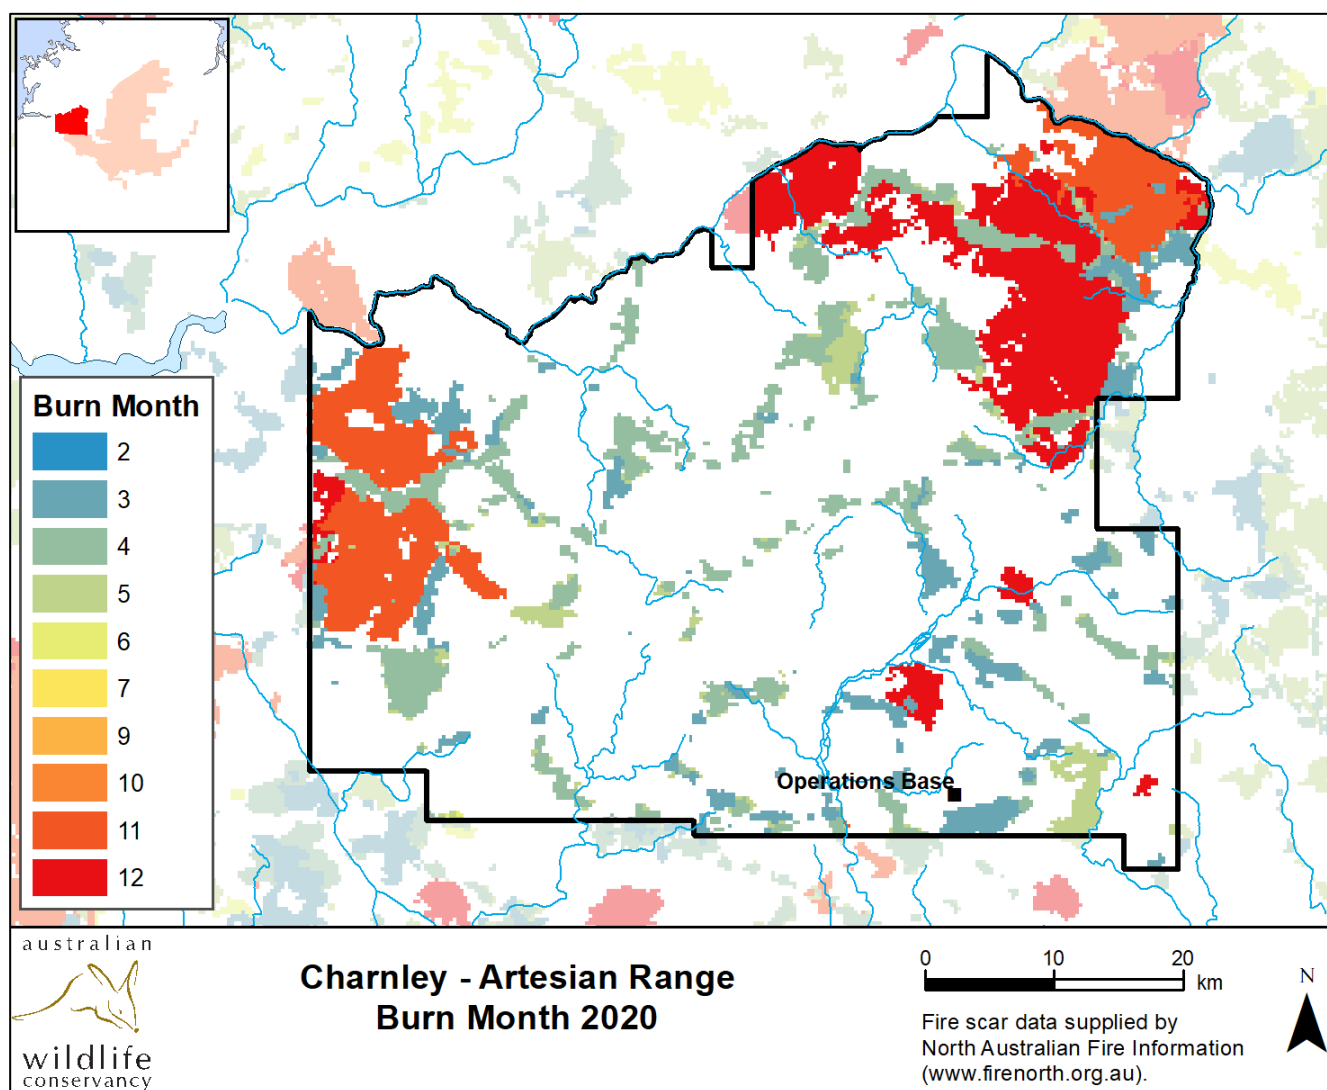 Burn Month
2
3
4
5
6
7
9
10
11
12
Operations Base
australian
wildlife
conservancy
Charnley - Artesian Range
Burn Month 2020
0 10 20
km
N
Fire scar data supplied by
North Australian Fire Information
(www.firenorth.org.au).